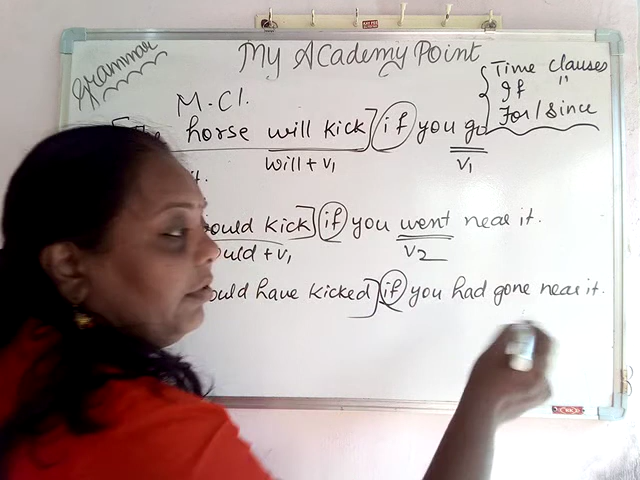 Grammar
My Academy Point
Time clauses
If "
For/since
M.Cl.
horse will kick] if you go
will + V1
V1
it.
ould kick] if you went near it.
ould + V1
V2
ould have kicked] if you had gone near it.